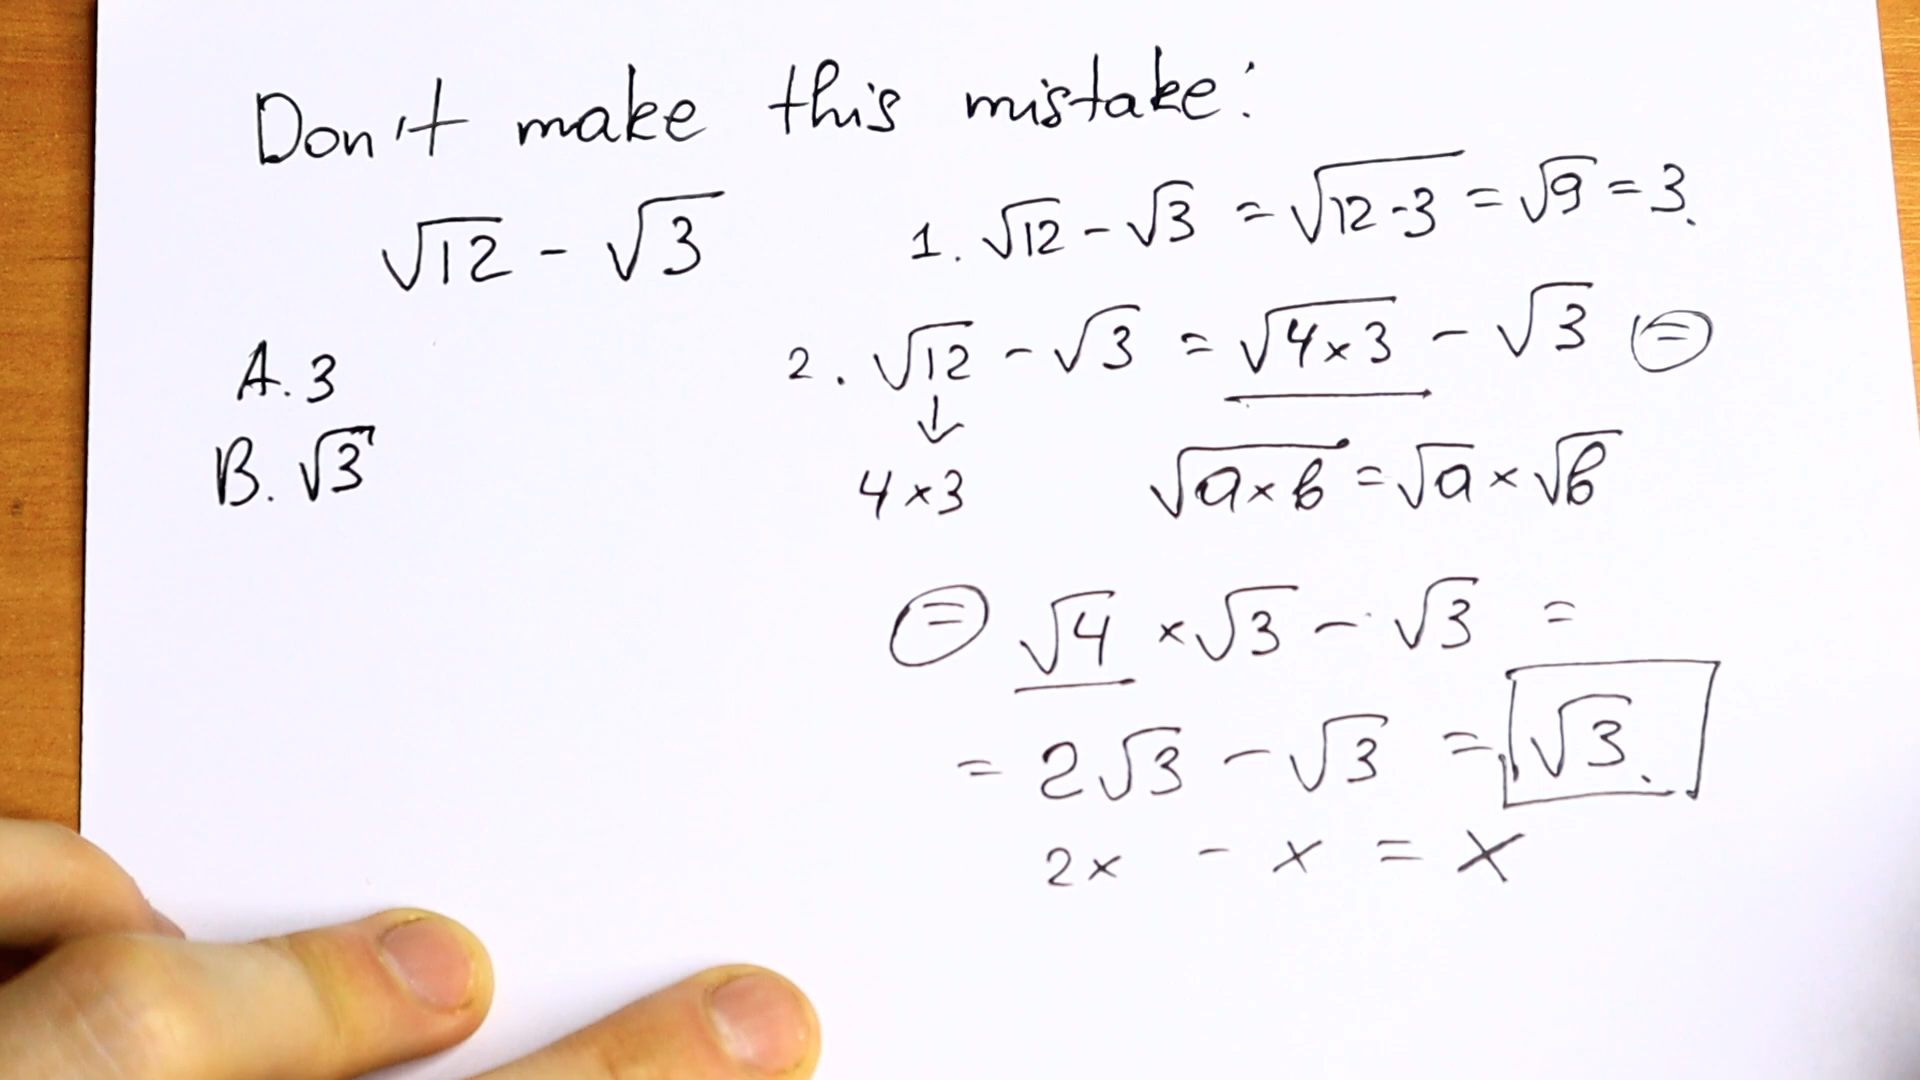 Don't make this mistake:
√12 - √3
A. 3
B. √3
1. √12 - √3 = √12-3 = √9 = 3.
2. √12 - √3 = √4×3 - √3 =
↓
4×3
√a×b = √a × √b
= √4 × √3 - √3 =
= 2√3 - √3 = √3.
2x - x = x